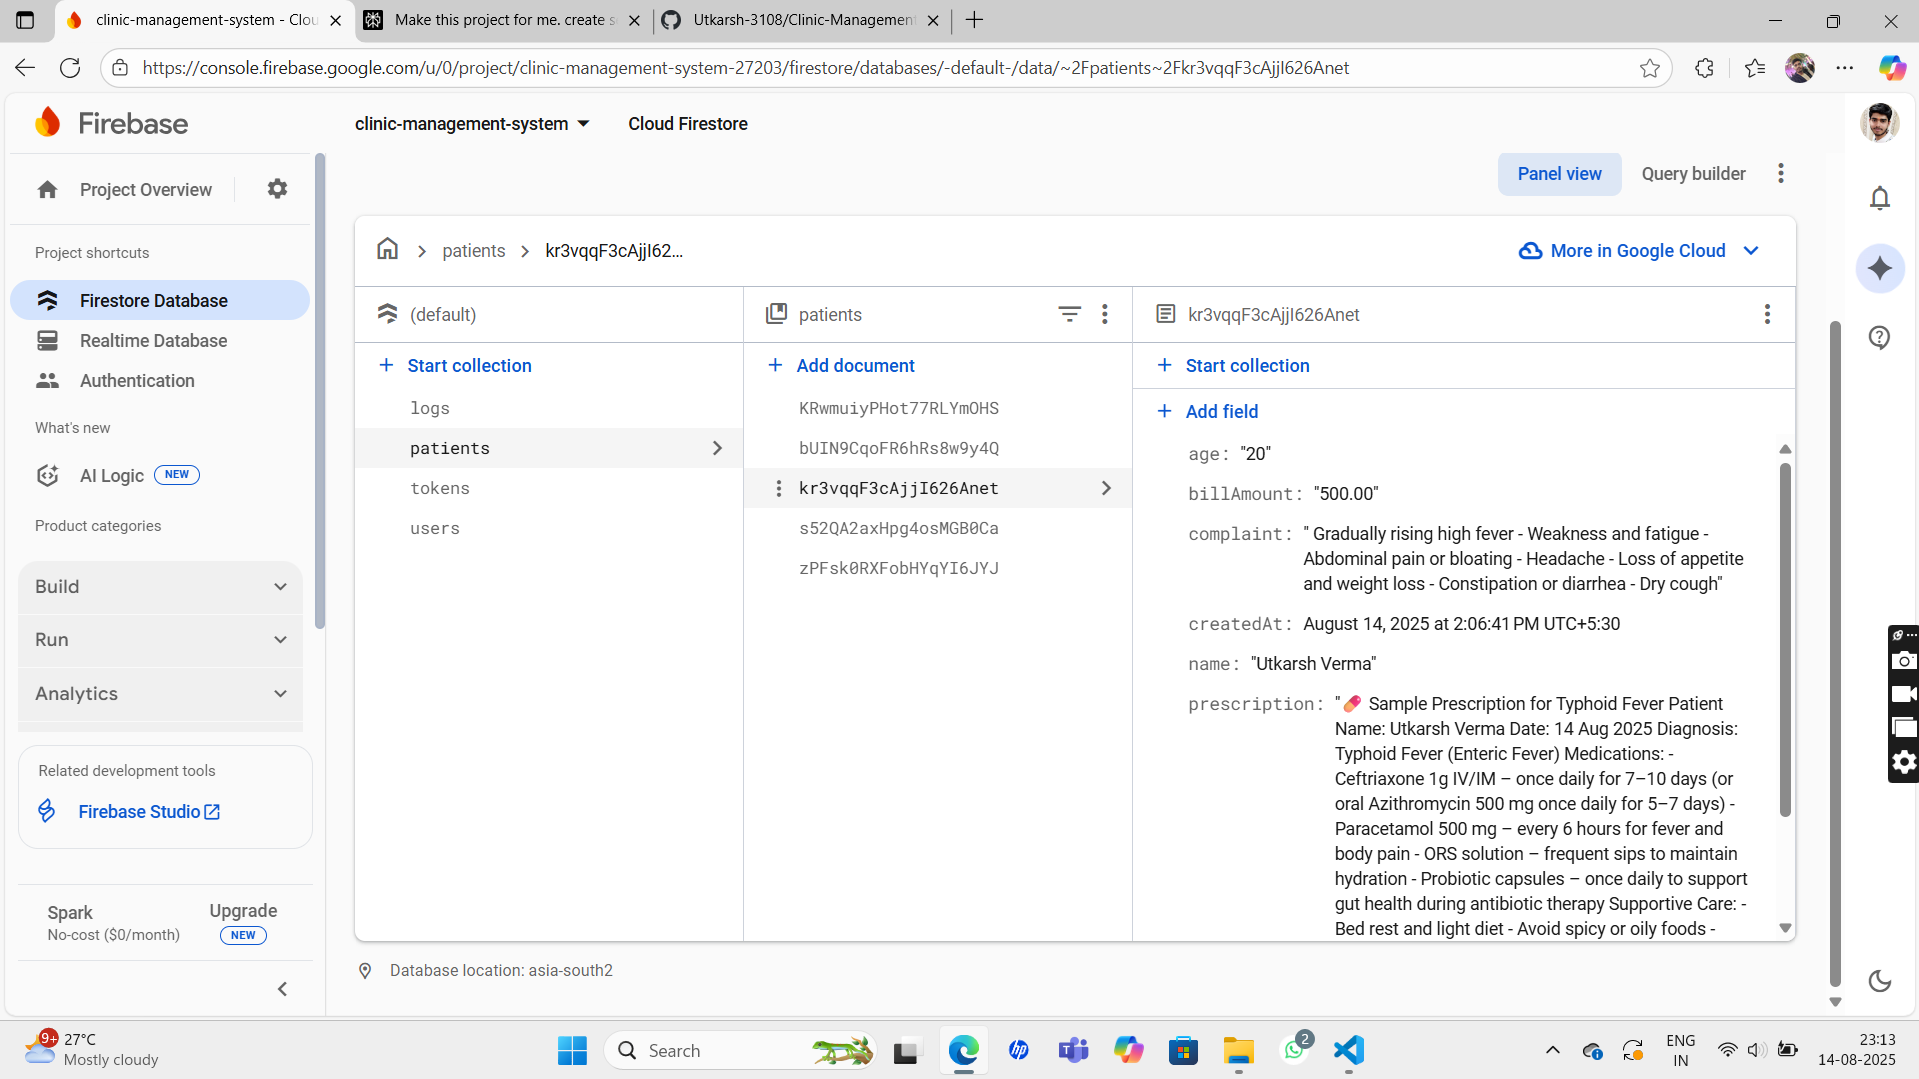 clinic-management-system - Clou
Make this project for me. create s
Utkarsh-3108/Clinic-Management
https://console.firebase.google.com/u/0/project/clinic-management-system-27203/firestore/databases/-default-/data/~2Fpatients~2Fkr3vqqF3cAjjI626Anet
Firebase
clinic-management-system
Cloud Firestore
Project Overview
Panel view
Query builder
Project shortcuts
Firestore Database
Realtime Database
Authentication
What's new
AI Logic NEW
Product categories
Build
Run
Analytics
Related development tools
Firebase Studio
Spark
No-cost ($0/month)
Upgrade
NEW
patients
kr3vqqF3cAjjI62…
More in Google Cloud
(default)
Start collection
logs
patients
tokens
users
patients
Add document
KRwmuiyPHot77RLYmOHS
bUIN9CqoFR6hRs8w9y4Q
kr3vqqF3cAjjI626Anet
s52QA2axHpg4osMGB0Ca
zPFsk0RXFobHYqYI6JYJ
kr3vqqF3cAjjI626Anet
Start collection
Add field
age: "20"
billAmount: "500.00"
complaint: " Gradually rising high fever - Weakness and fatigue -
Abdominal pain or bloating - Headache - Loss of appetite
and weight loss - Constipation or diarrhea - Dry cough"
createdAt: August 14, 2025 at 2:06:41 PM UTC+5:30
name: "Utkarsh Verma"
prescription: "💊 Sample Prescription for Typhoid Fever Patient
Name: Utkarsh Verma Date: 14 Aug 2025 Diagnosis:
Typhoid Fever (Enteric Fever) Medications: -
Ceftriaxone 1g IV/IM – once daily for 7–10 days (or
oral Azithromycin 500 mg once daily for 5–7 days) -
Paracetamol 500 mg – every 6 hours for fever and
body pain - ORS solution – frequent sips to maintain
hydration - Probiotic capsules – once daily to support
gut health during antibiotic therapy Supportive Care: -
Bed rest and light diet - Avoid spicy or oily foods -
Database location: asia-south2
9+
27°C
Mostly cloudy
Search
hp
2
ENG
IN
23:13
14-08-2025